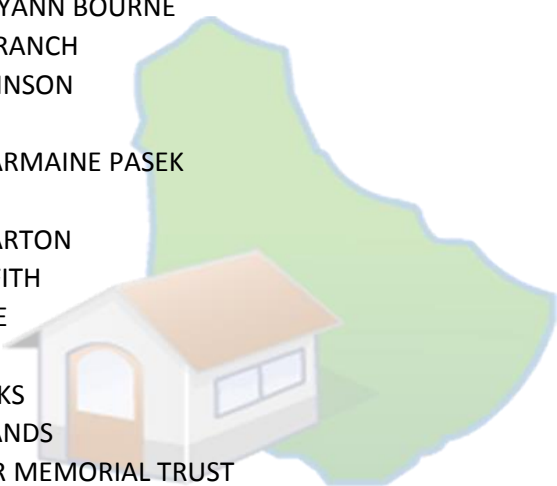 YANN BOURNE
RANCH
INSON
ARMAINE PASEK
ARTON
ITH
E
KS
ANDS
R MEMORIAL TRUST